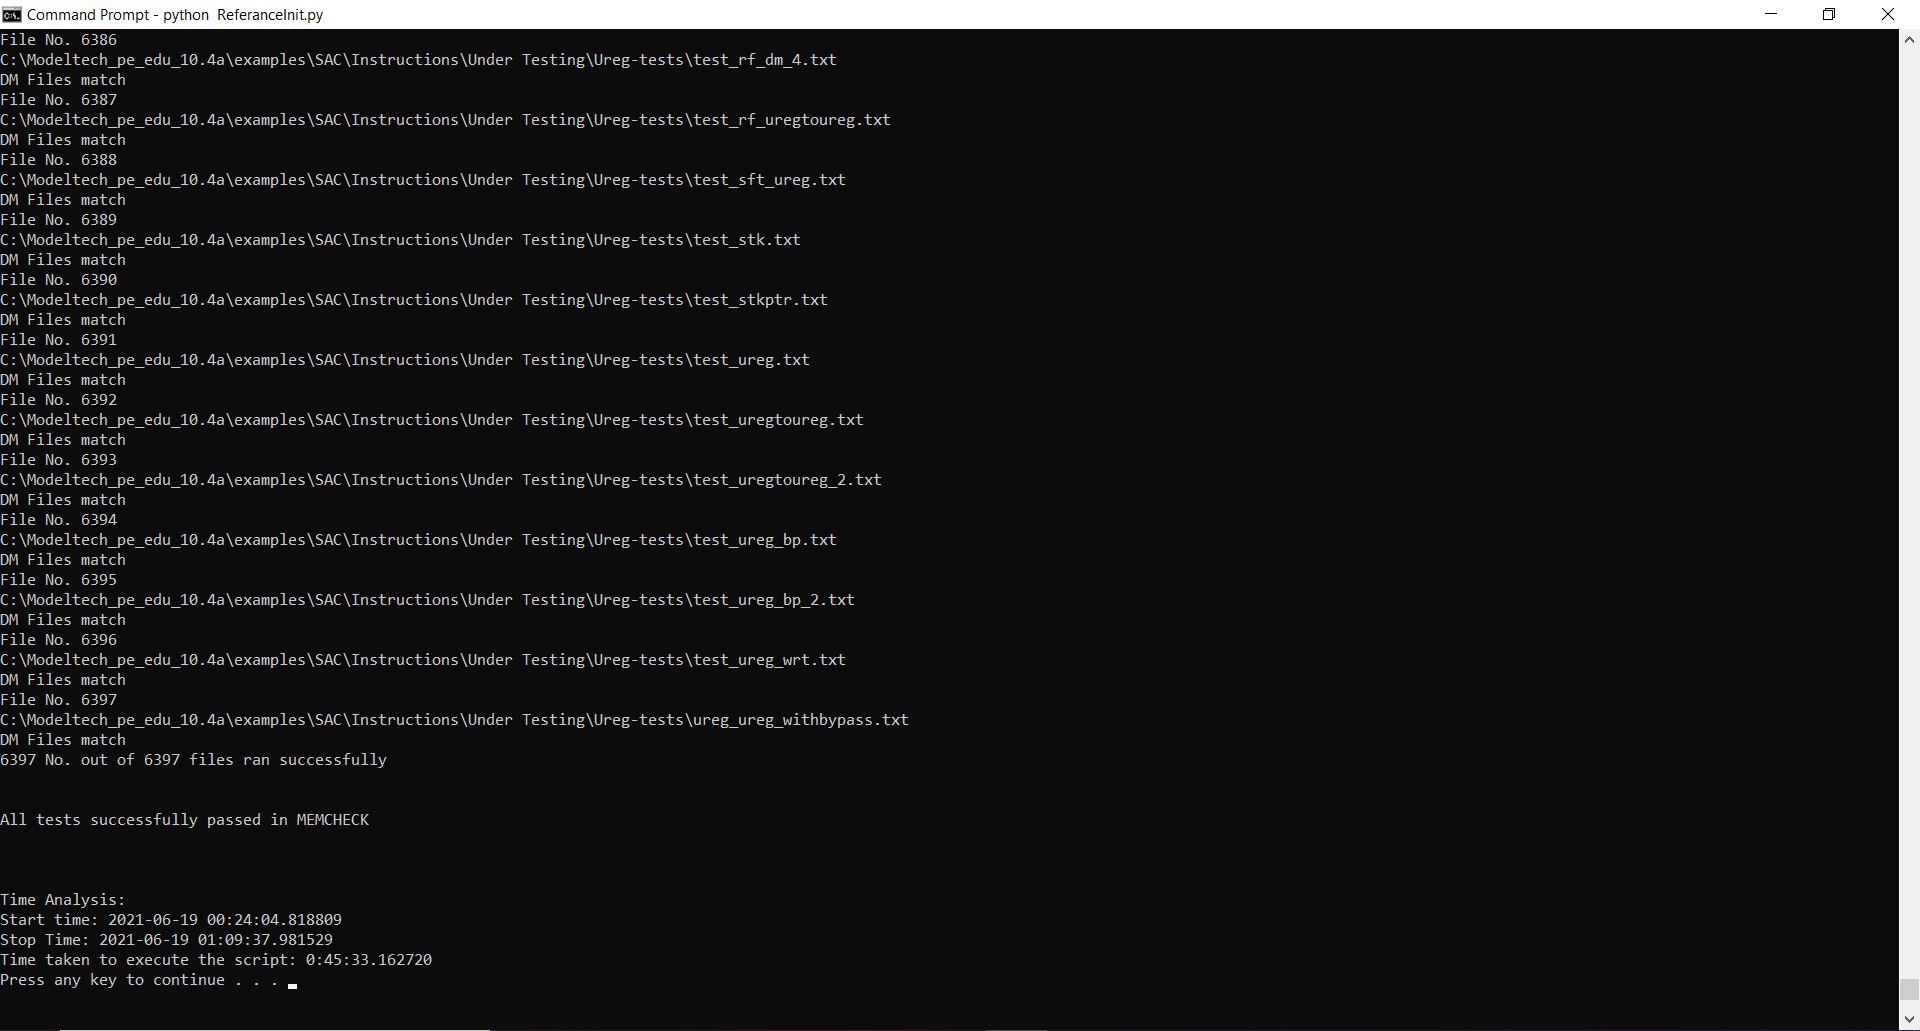 Command Prompt - python  ReferanceInit.py
File No. 6386
C:\Modeltech_pe_edu_10.4a\examples\SAC\Instructions\Under Testing\Ureg-tests\test_rf_dm_4.txt
DM Files match
File No. 6387
C:\Modeltech_pe_edu_10.4a\examples\SAC\Instructions\Under Testing\Ureg-tests\test_rf_uregtoureg.txt
DM Files match
File No. 6388
C:\Modeltech_pe_edu_10.4a\examples\SAC\Instructions\Under Testing\Ureg-tests\test_sft_ureg.txt
DM Files match
File No. 6389
C:\Modeltech_pe_edu_10.4a\examples\SAC\Instructions\Under Testing\Ureg-tests\test_stk.txt
DM Files match
File No. 6390
C:\Modeltech_pe_edu_10.4a\examples\SAC\Instructions\Under Testing\Ureg-tests\test_stkptr.txt
DM Files match
File No. 6391
C:\Modeltech_pe_edu_10.4a\examples\SAC\Instructions\Under Testing\Ureg-tests\test_ureg.txt
DM Files match
File No. 6392
C:\Modeltech_pe_edu_10.4a\examples\SAC\Instructions\Under Testing\Ureg-tests\test_uregtoureg.txt
DM Files match
File No. 6393
C:\Modeltech_pe_edu_10.4a\examples\SAC\Instructions\Under Testing\Ureg-tests\test_uregtoureg_2.txt
DM Files match
File No. 6394
C:\Modeltech_pe_edu_10.4a\examples\SAC\Instructions\Under Testing\Ureg-tests\test_ureg_bp.txt
DM Files match
File No. 6395
C:\Modeltech_pe_edu_10.4a\examples\SAC\Instructions\Under Testing\Ureg-tests\test_ureg_bp_2.txt
DM Files match
File No. 6396
C:\Modeltech_pe_edu_10.4a\examples\SAC\Instructions\Under Testing\Ureg-tests\test_ureg_wrt.txt
DM Files match
File No. 6397
C:\Modeltech_pe_edu_10.4a\examples\SAC\Instructions\Under Testing\Ureg-tests\ureg_ureg_withbypass.txt
DM Files match
6397 No. out of 6397 files ran successfully
All tests successfully passed in MEMCHECK
Time Analysis:
Start time: 2021-06-19 00:24:04.818809
Stop Time: 2021-06-19 01:09:37.981529
Time taken to execute the script: 0:45:33.162720
Press any key to continue . . .